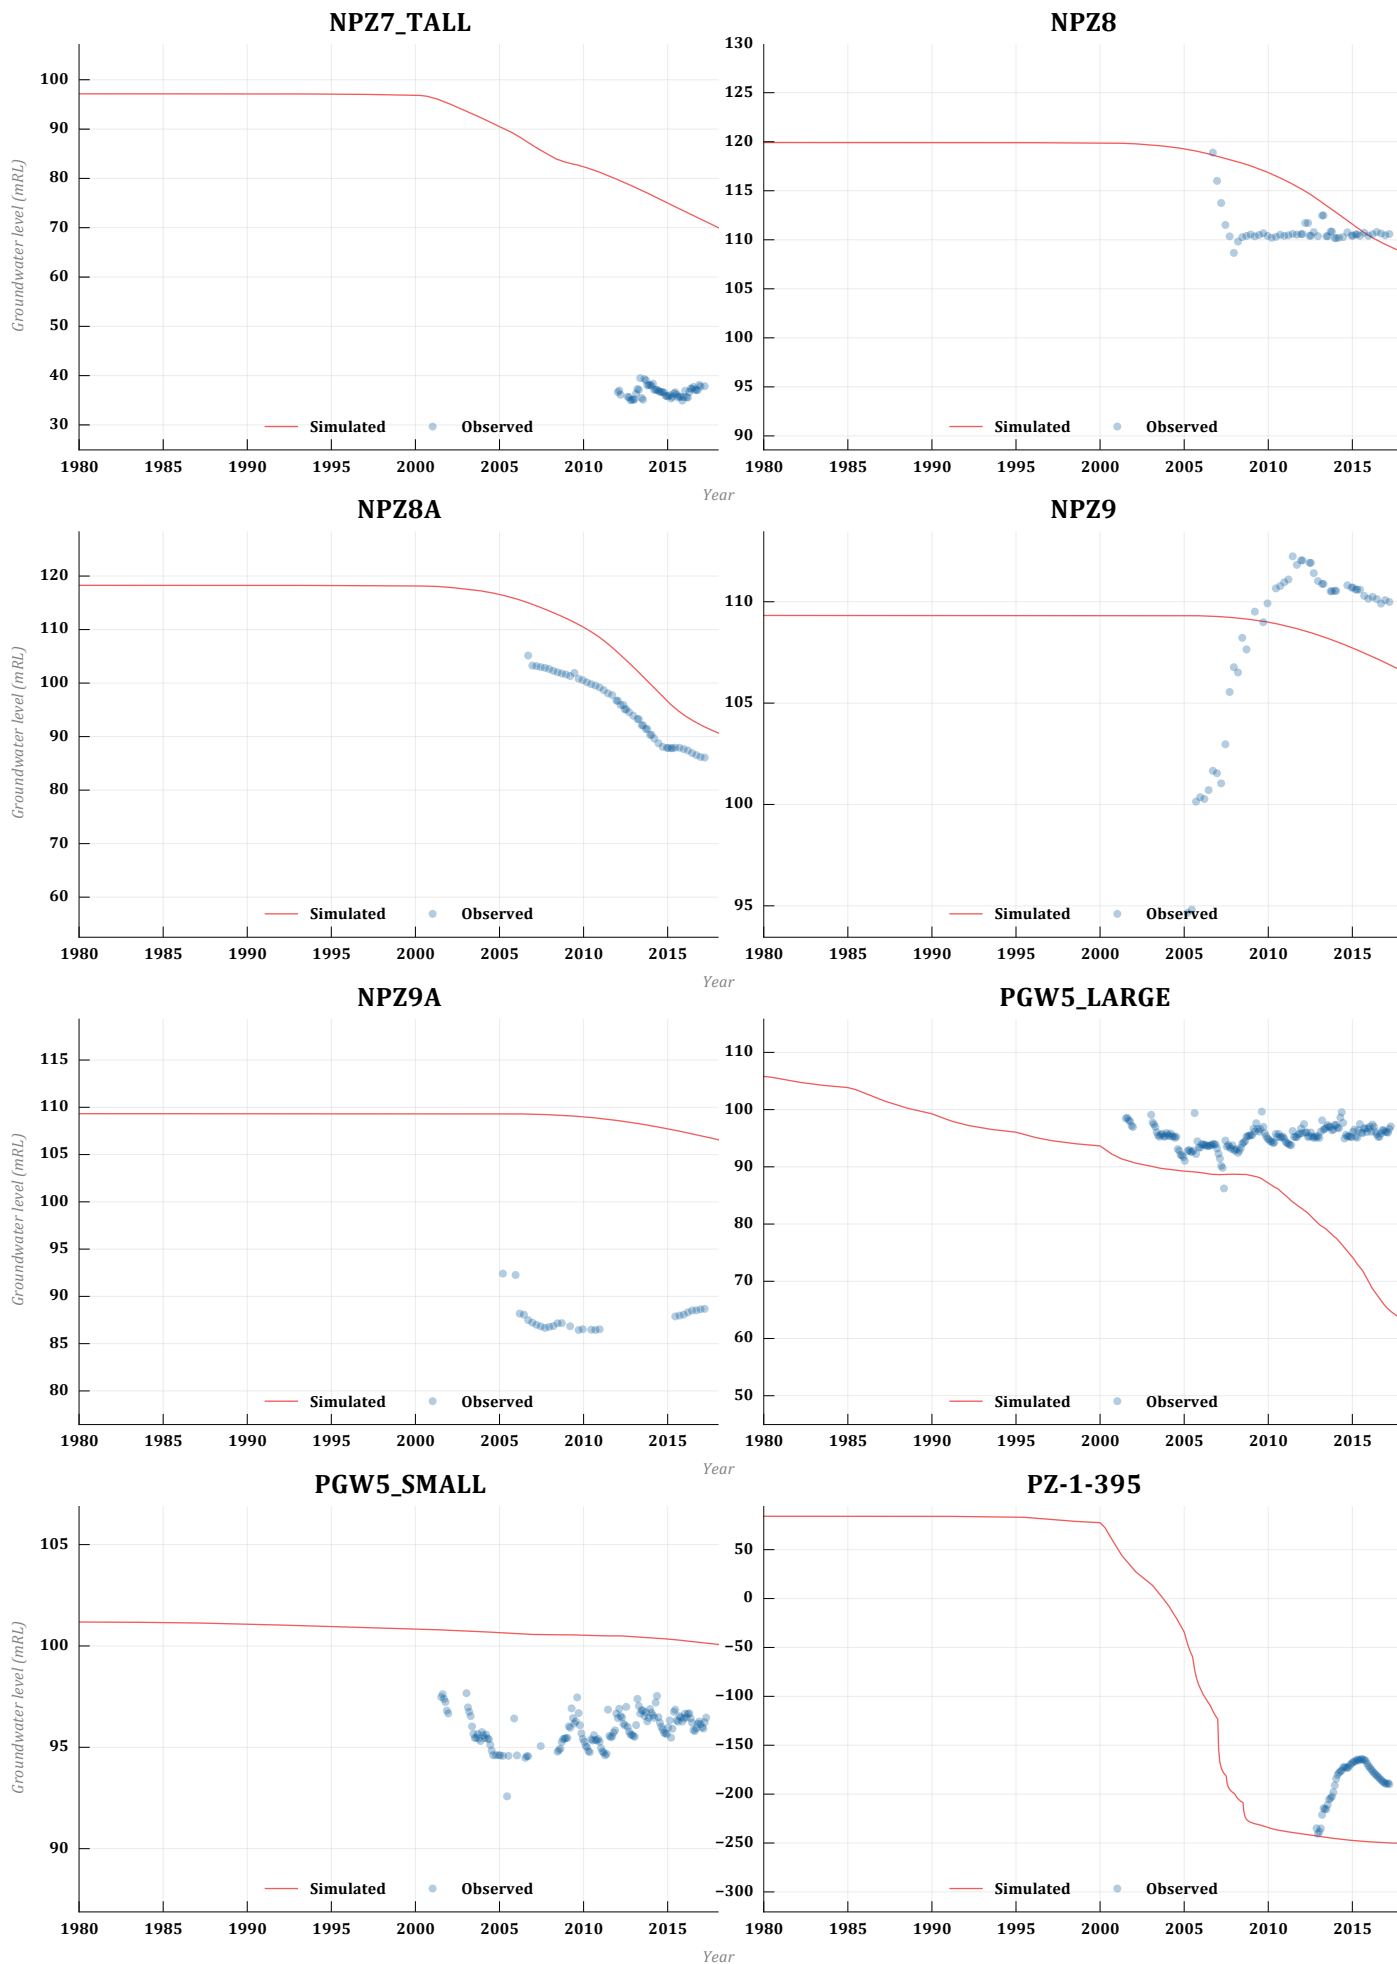 NPZ7_TALL
Groundwater level (mRL)
100
90
80
70
60
50
40
30
Simulated Observed
1980 1985 1990 1995 2000 2005 2010 2015
NPZ8
130
125
120
115
110
105
100
95
90
Simulated Observed
1980 1985 1990 1995 2000 2005 2010 2015
Year
NPZ8A
Groundwater level (mRL)
120
110
100
90
80
70
60
Simulated Observed
1980 1985 1990 1995 2000 2005 2010 2015
NPZ9
110
105
100
95
Simulated Observed
1980 1985 1990 1995 2000 2005 2010 2015
Year
NPZ9A
Groundwater level (mRL)
115
110
105
100
95
90
85
80
Simulated Observed
1980 1985 1990 1995 2000 2005 2010 2015
PGW5_LARGE
110
100
90
80
70
60
50
Simulated Observed
1980 1985 1990 1995 2000 2005 2010 2015
Year
PGW5_SMALL
Groundwater level (mRL)
105
100
95
90
Simulated Observed
1980 1985 1990 1995 2000 2005 2010 2015
PZ-1-395
50
0
−50
−100
−150
−200
−250
−300
Simulated Observed
1980 1985 1990 1995 2000 2005 2010 2015
Year